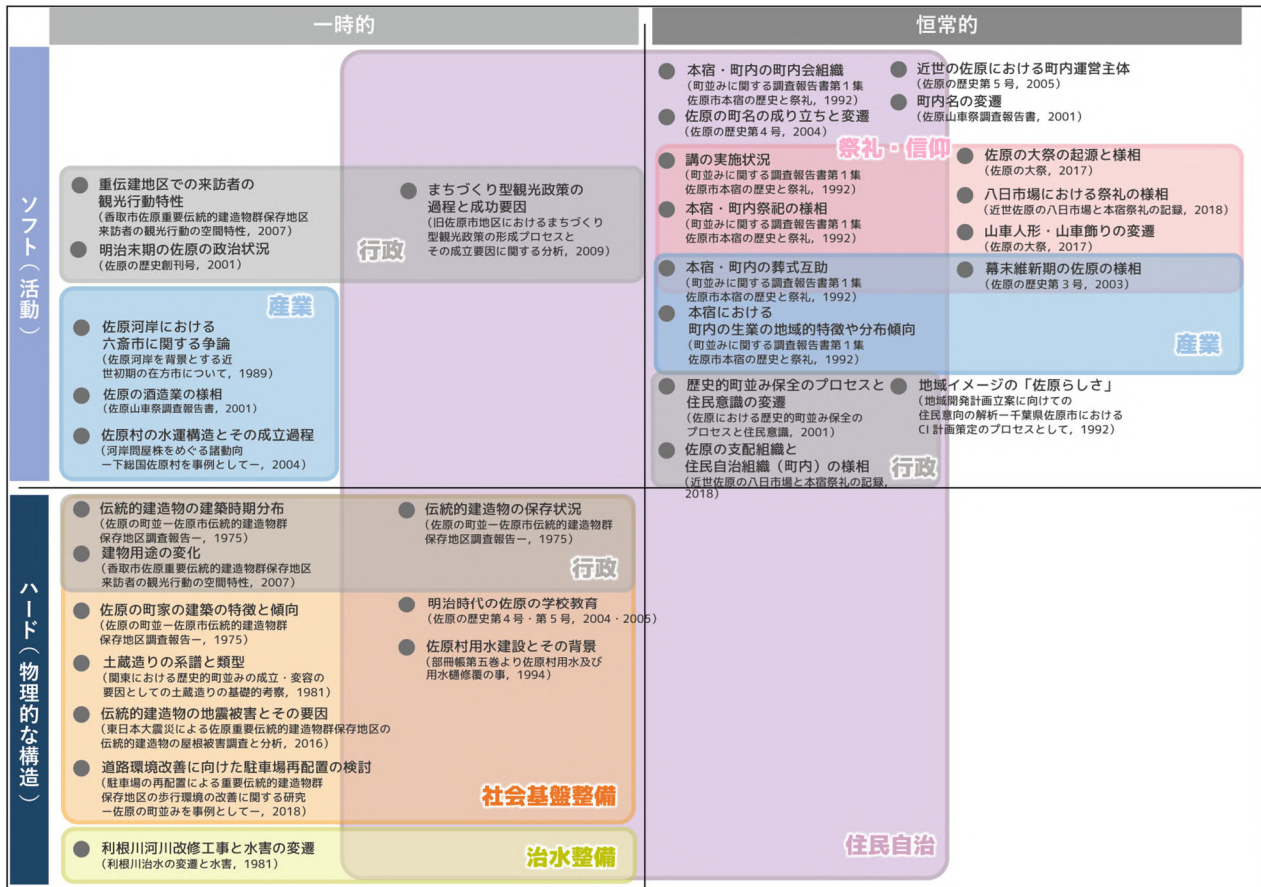 一時的
恒常的
ソフト（活動）
本宿・町内の町内会組織
（町並みに関する調査報告書第１集
佐原市本宿の歴史と祭礼，1992）
佐原の町名の成り立ちと変遷
（佐原の歴史第４号，2004）
近世の佐原における町内運営主体
（佐原の歴史第５号，2005）
町内名の変遷
（佐原山車祭調査報告書，2001）
祭礼・信仰
講の実施状況
（町並みに関する調査報告書第１集
佐原市本宿の歴史と祭礼，1992）
本宿・町内祭祀の様相
（町並みに関する調査報告書第１集
佐原市本宿の歴史と祭礼，1992）
佐原の大祭の起源と様相
（佐原の大祭，2017）
八日市場における祭礼の様相
（近世佐原の八日市場と本宿祭礼の記録，2018）
山車人形・山車飾りの変遷
（佐原の大祭，2017）
重伝建地区での来訪者の
観光行動特性
（香取市佐原重要伝統的建造物群保存地区
来訪者の観光行動の空間特性，2007）
明治末期の佐原の政治状況
（佐原の歴史創刊号，2001）
まちづくり型観光政策の
過程と成功要因
（旧佐原市地区におけるまちづくり
型観光政策の形成プロセスと
その成立要因に関する分析，2009）
行政
本宿・町内の葬式互助
（町並みに関する調査報告書第１集
佐原市本宿の歴史と祭礼，1992）
本宿における
町内の生業の地域的特徴や分布傾向
（町並みに関する調査報告書第１集
佐原市本宿の歴史と祭礼，1992）
幕末維新期の佐原の様相
（佐原の歴史第３号，2003）
産業
産業
佐原河岸における
六斎市に関する争論
（佐原河岸を背景とする近
世初期の在方市について，1989）
佐原の酒造業の様相
（佐原山車祭調査報告書，2001）
佐原村の水運構造とその成立過程
（河岸問屋株をめぐる諸動向
ー下総国佐原村を事例としてー，2004）
歴史的町並み保全のプロセスと
住民意識の変遷
（佐原における歴史的町並み保全の
プロセスと住民意識，2001）
佐原の支配組織と
住民自治組織（町内）の様相
（近世佐原の八日市場と本宿祭礼の記録，
2018）
地域イメージの「佐原らしさ」
（地域開発計画立案に向けての
住民意向の解析ー千葉県佐原市における
CI 計画策定のプロセスとして，1992）
行政
ハード（物理的な構造）
伝統的建造物の建築時期分布
（佐原の町並ー佐原市伝統的建造物群
保存地区調査報告ー，1975）
建物用途の変化
（香取市佐原重要伝統的建造物群保存地区
来訪者の観光行動の空間特性，2007）
伝統的建造物の保存状況
（佐原の町並ー佐原市伝統的建造物群
保存地区調査報告ー，1975）
行政
佐原の町家の建築の特徴と傾向
（佐原の町並ー佐原市伝統的建造物群
保存地区調査報告ー，1975）
土蔵造りの系譜と類型
（関東における歴史的町並みの成立・変容の
要因としての土蔵造りの基礎的考察，1981）
伝統的建造物の地震被害とその要因
（東日本大震災による佐原重要伝統的建造物群保存地区の
伝統的建造物の屋根被害調査と分析，2016）
道路環境改善に向けた駐車場再配置の検討
（駐車場の再配置による重要伝統的建造物群
保存地区の歩行環境の改善に関する研究
ー佐原の町並みを事例としてー，2018）
明治時代の佐原の学校教育
（佐原の歴史第４号・第５号，2004・2005）
佐原村用水建設とその背景
（部冊帳第五巻より佐原村用水及び
用水樋修覆の事，1994）
社会基盤整備
利根川河川改修工事と水害の変遷
（利根川治水の変遷と水害，1981）
治水整備
住民自治